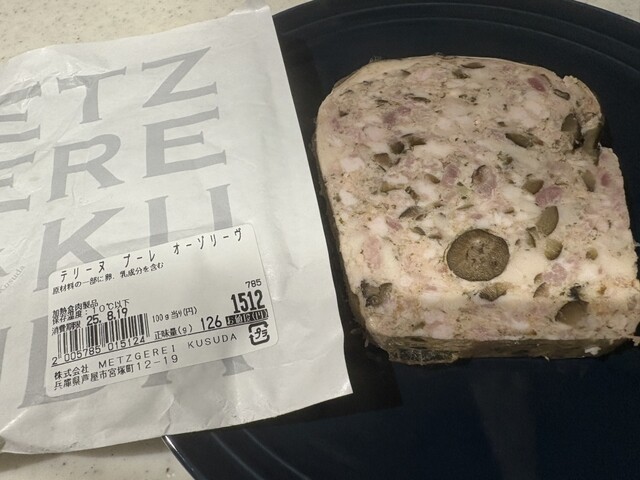 ETZ
ERE
KU
テリーヌ プーレ オーソリーヴ
原材料の一部に卵、乳成分を含む
785
加熱食肉製品
保存温度:10℃以下
消費期限 25. 8.19
100g当り(円)
1512
正味量(g) 126
2 005785 015124
株式会社 METZGEREI KUSUDA
兵庫県芦屋市宮塚町12-19